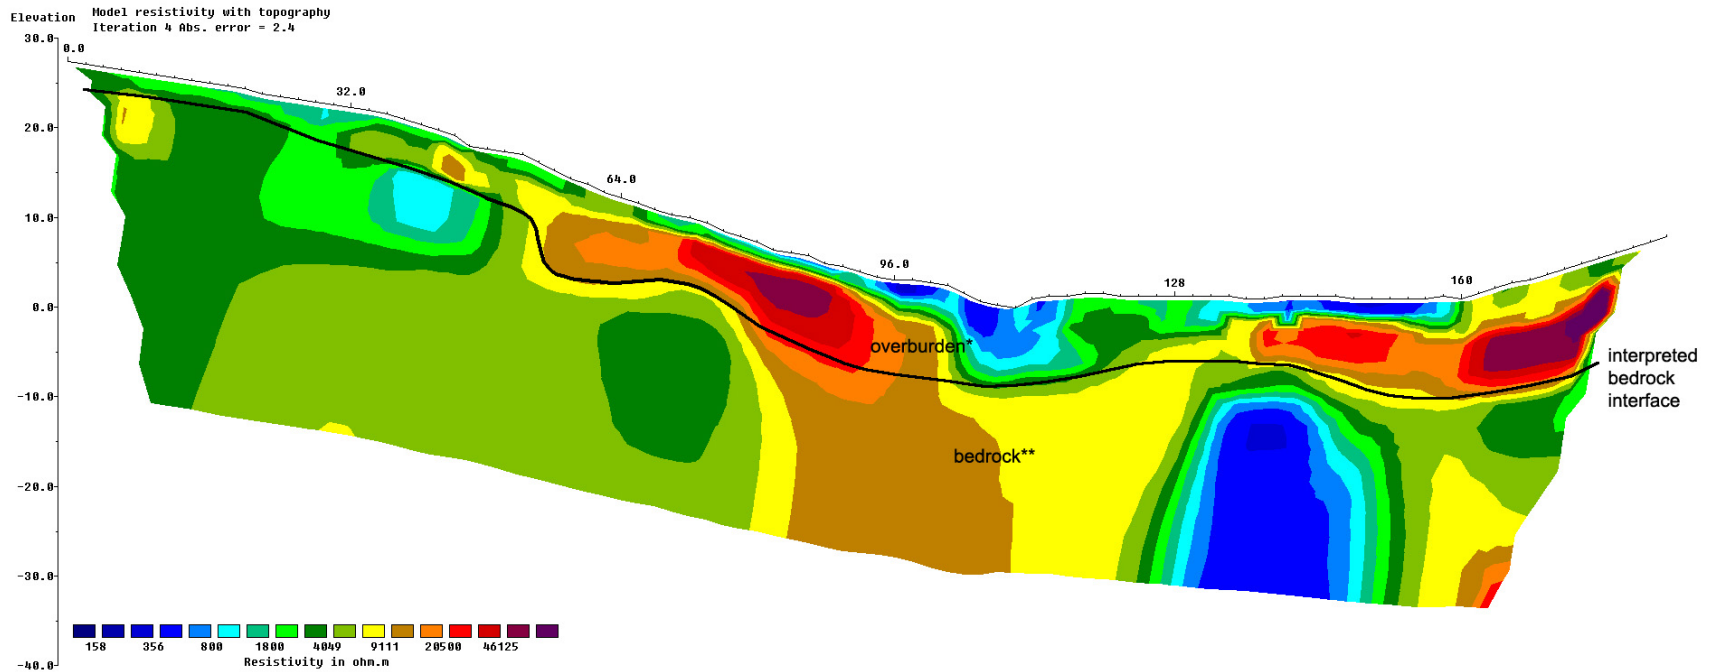 Elevation
Model resistivity with topography
Iteration 4 Abs. error = 2.4
30.0
0.0
32.0
20.0
64.0
10.0
96.0
128
160
0.0
overburden*
interpreted
bedrock
interface
-10.0
bedrock**
-20.0
-30.0
158 356 800 1800 4049 9111 20500 46125
Resistivity in ohm.m
-40.0